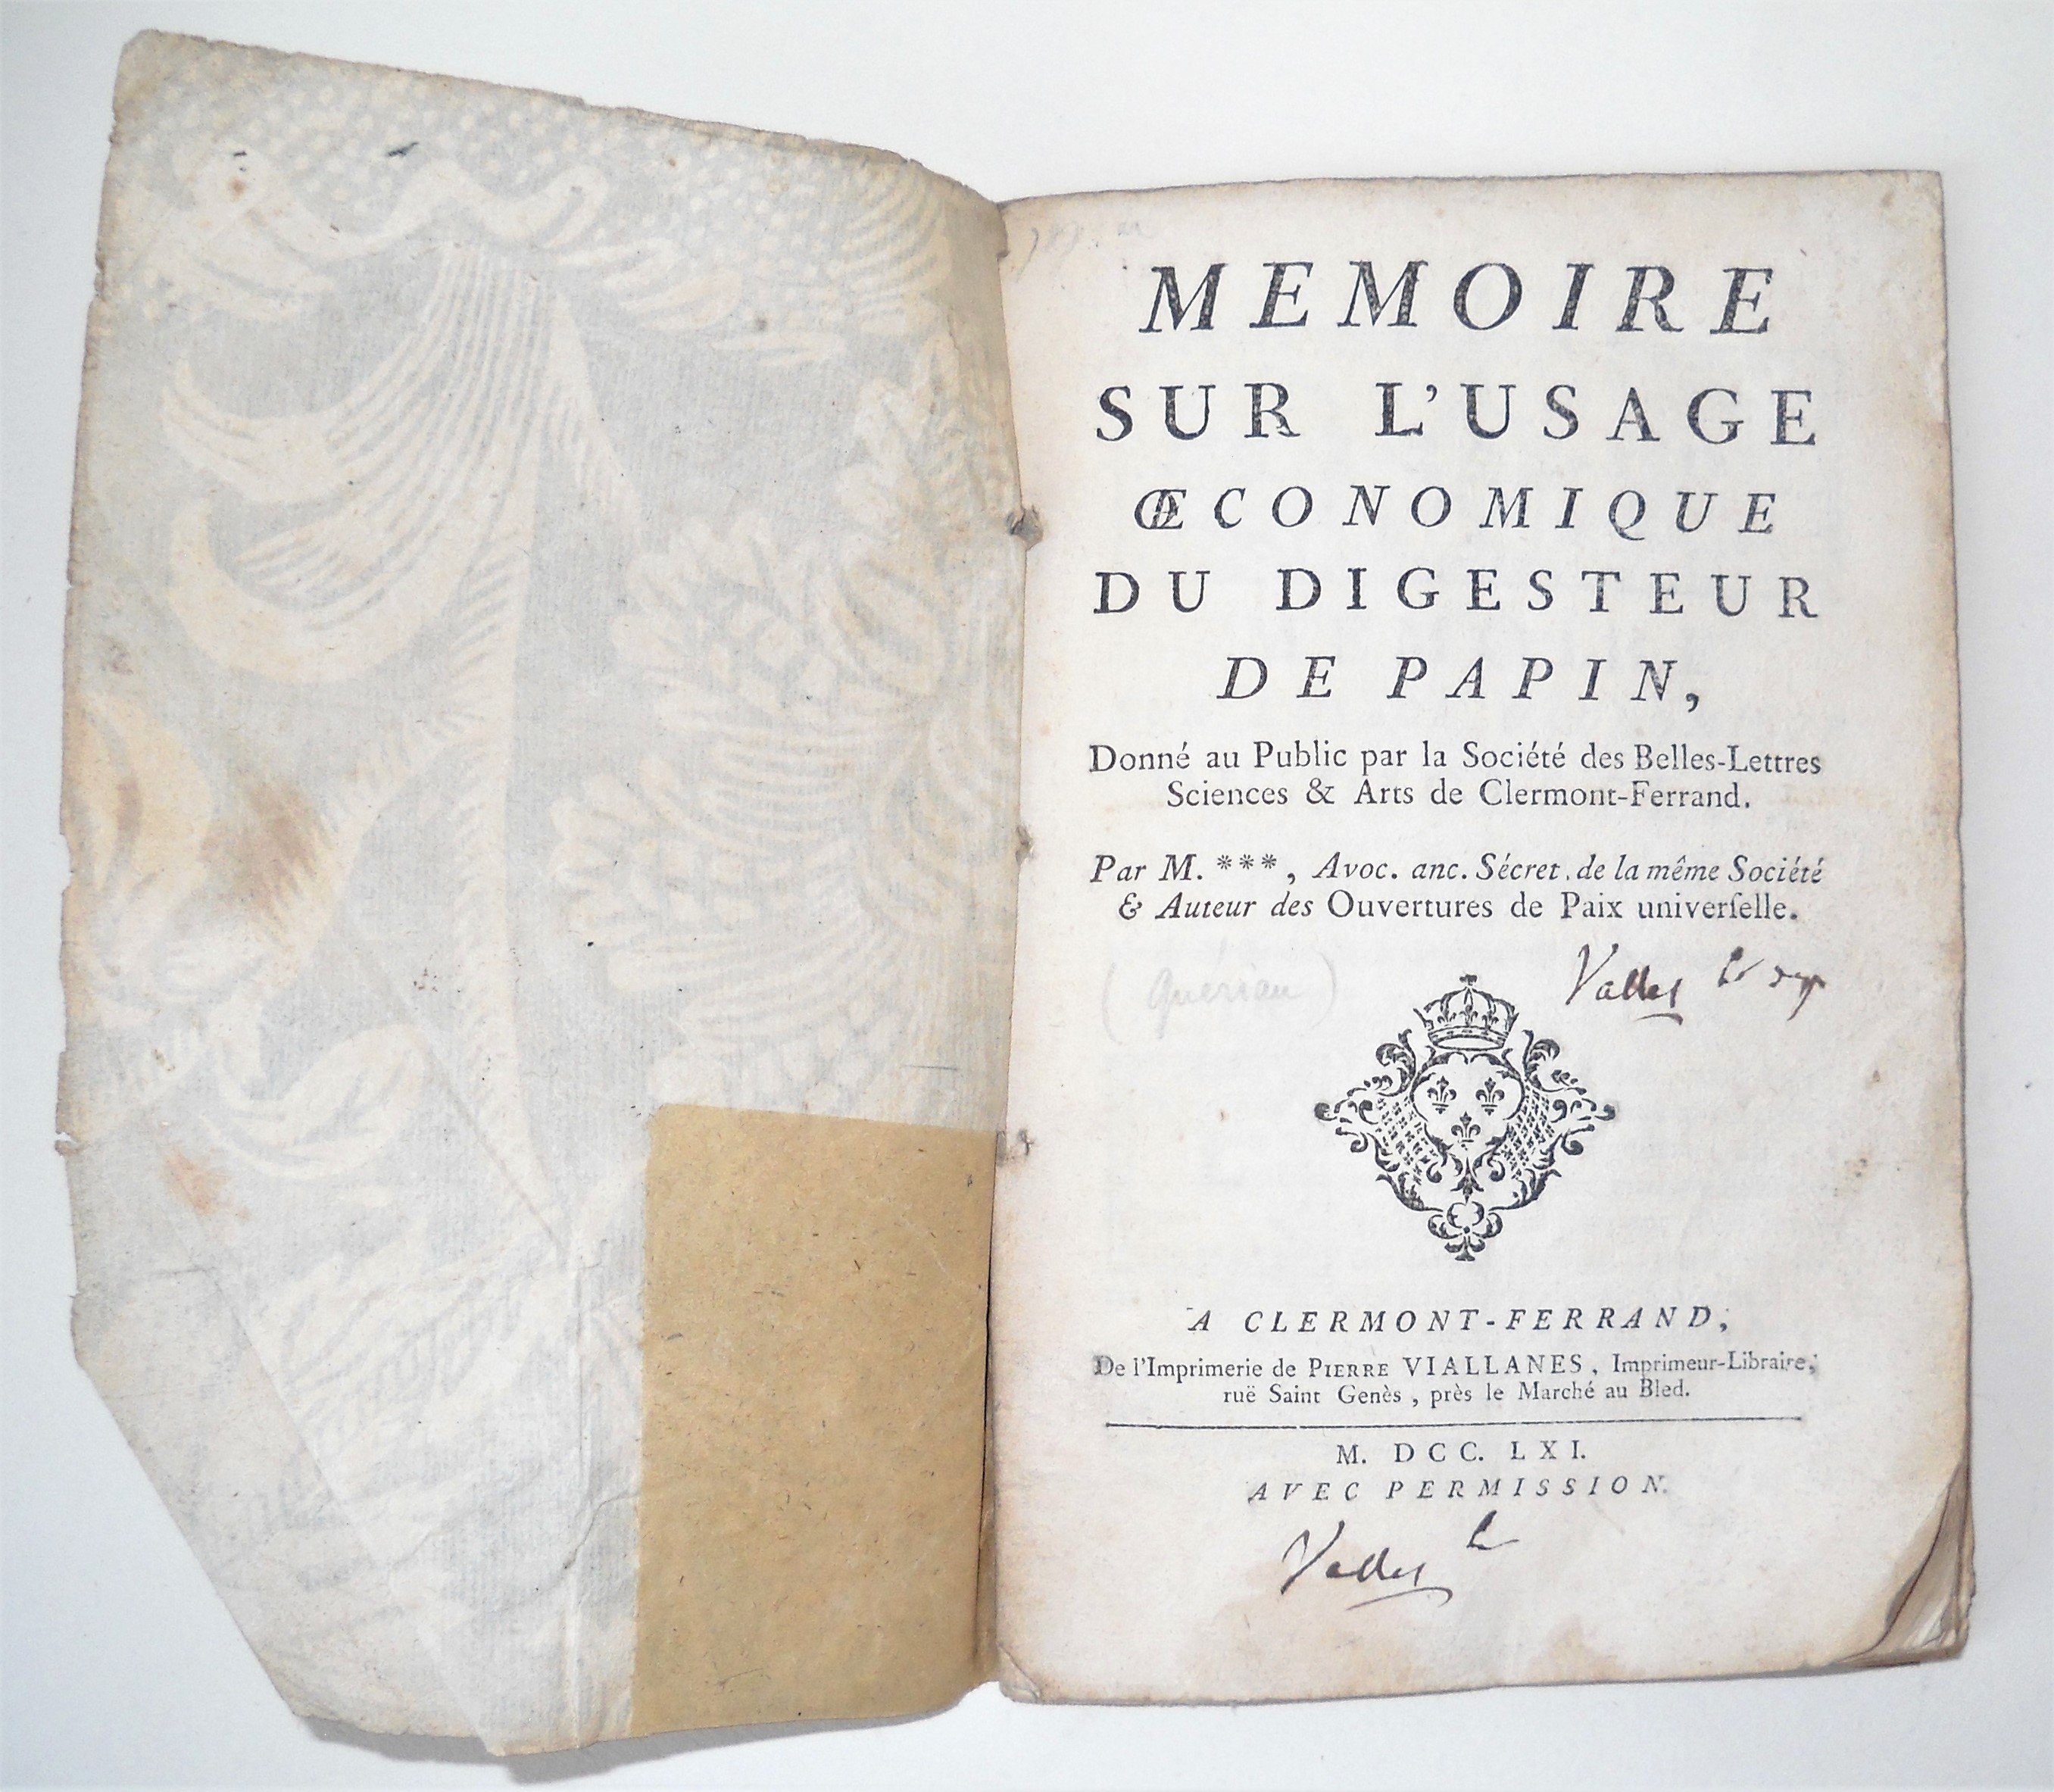 MEMOIRE
SUR L'USAGE
ŒCONOMIQUE
DU DIGESTEUR
DE PAPIN,
Donné au Public par la Société des Belles-Lettres
Sciences & Arts de Clermont-Ferrand.
Par M. ***, Avoc. anc. Sécret. de la même Société
& Auteur des Ouvertures de Paix univerſelle.
(Queriau)
Valles
A CLERMONT-FERRAND,
De l'Imprimerie de PIERRE VIALLANES, Imprimeur-Libraire,
ruë Saint Genès, près le Marché au Bled.
M. DCC. LXI.
AVEC PERMISSION.
Valles